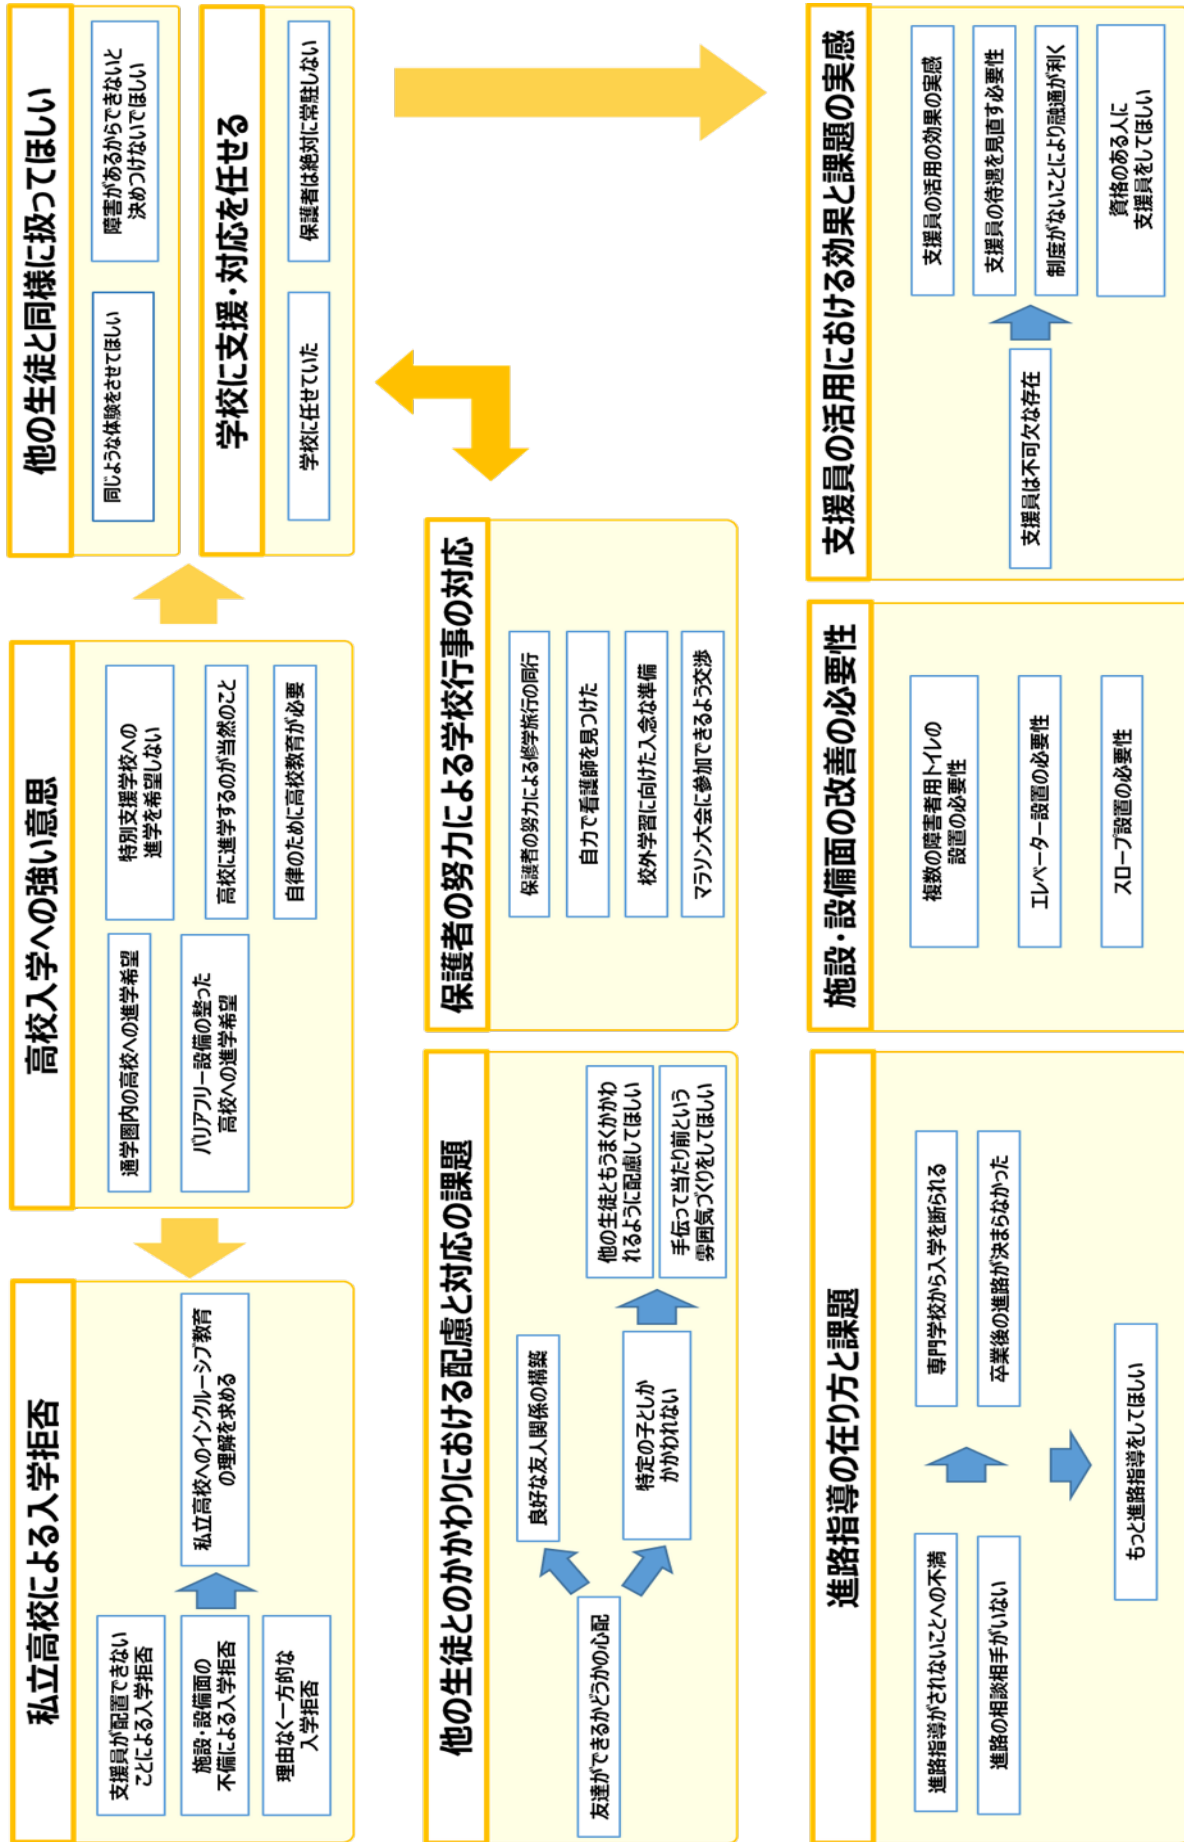 私立高校による入学拒否
支援員が配置できない
ことによる入学拒否
施設・設備面の
不備による入学拒否
理由なく一方的な
入学拒否
私立高校へのインクルーシブ教育
の理解を求める
高校入学への強い意思
通学圏内の高校への進学希望
バリアフリー設備の整った
高校への進学希望
特別支援学校への
進学を希望しない
高校に進学するのが当然のこと
自律のために高校教育が必要
他の生徒と同様に扱ってほしい
同じような体験をさせてほしい
障害があるからできないと
決めつけないでほしい
学校に支援・対応を任せる
学校に任せていた
保護者は絶対に常駐しない
他の生徒とのかかわりにおける配慮と対応の課題
友達ができるかどうかの心配
良好な友人関係の構築
特定の子としか
かかわれない
他の生徒ともうまくかかわ
れるように配慮してほしい
手伝って当たり前という
雰囲気づくりをしてほしい
保護者の努力による学校行事の対応
保護者の努力による修学旅行の同行
自力で看護師を見つけた
校外学習に向けた入念な準備
マラソン大会に参加できるよう交渉
進路指導の在り方と課題
進路指導がされないことへの不満
進路の相談相手がいない
専門学校から入学を断られる
卒業後の進路が決まらなかった
もっと進路指導をしてほしい
施設・設備面の改善の必要性
複数の障害者用トイレの
設置の必要性
エレベーター設置の必要性
スロープ設置の必要性
支援員の活用における効果と課題の実感
支援員は不可欠な存在
支援員の活用の効果の実感
支援員の待遇を見直す必要性
制度がないことにより融通が利く
資格のある人に
支援員をしてほしい